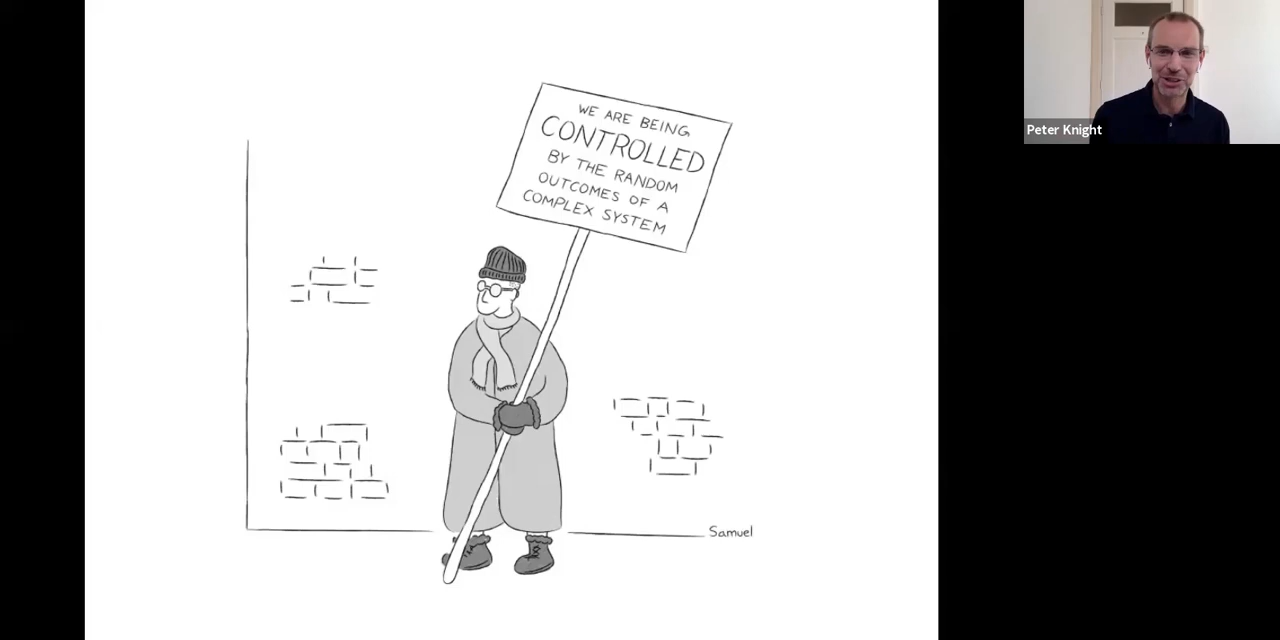 WE ARE BEING
CONTROLLED
BY THE RANDOM
OUTCOMES OF A
COMPLEX SYSTEM
Samuel
Peter Knight